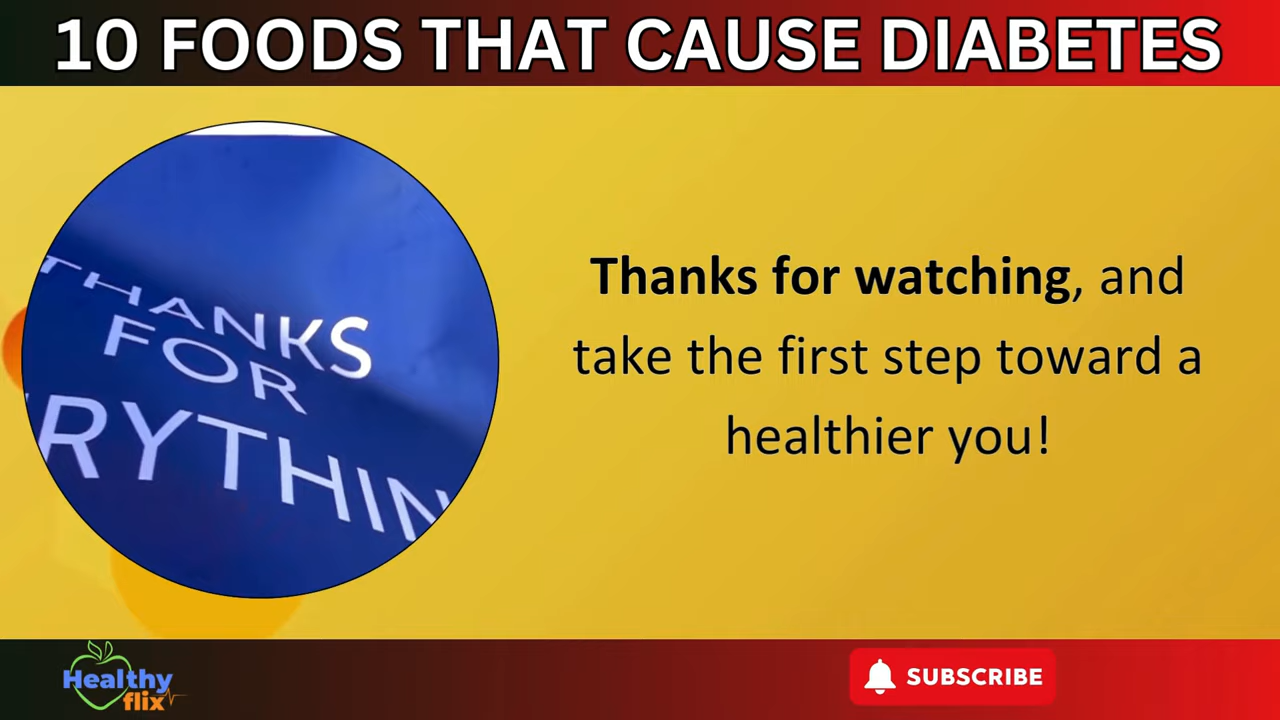 10 FOODS THAT CAUSE DIABETES
THANKS
FOR
RYTHIN
Thanks for watching, and
take the first step toward a
healthier you!
Healthy
flix
SUBSCRIBE